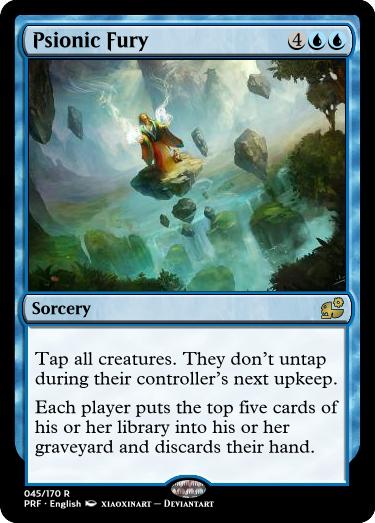 Psionic Fury 4
Sorcery
Tap all creatures. They don't untap
during their controller's next upkeep.
Each player puts the top five cards of
his or her library into his or her
graveyard and discards their hand.
045/170 R
PRF · English XIAOXINART — DEVIANTART